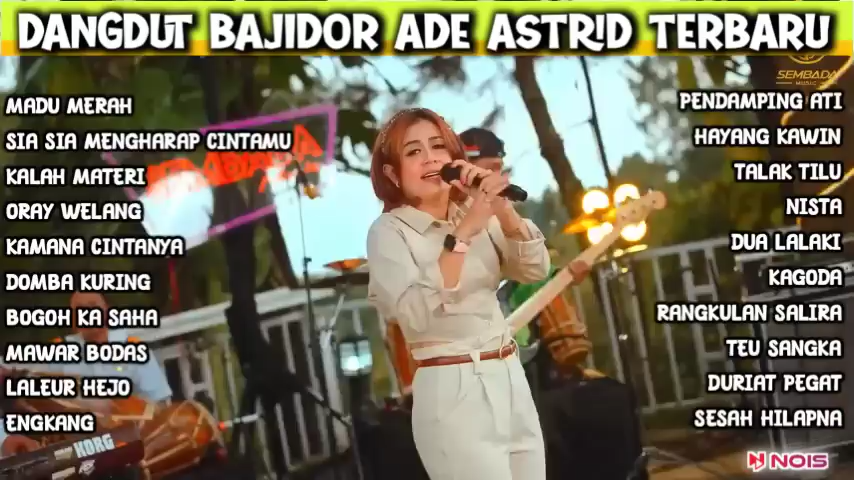 DANGDUT BAJIDOR ADE ASTRID TERBARU
SEMBADA
MUSIC
MADU MERAH
SIA SIA MENGHARAP CINTAMU
KALAH MATERI
ORAY WELANG
KAMANA CINTANYA
DOMBA KURING
BOGOH KA SAHA
MAWAR BODAS
LALEUR HEJO
ENGKANG
PENDAMPING ATI
HAYANG KAWIN
TALAK TILU
NISTA
DUA LALAKI
KAGODA
RANGKULAN SALIRA
TEU SANGKA
DURIAT PEGAT
SESAH HILAPNA
KORG
NOIS